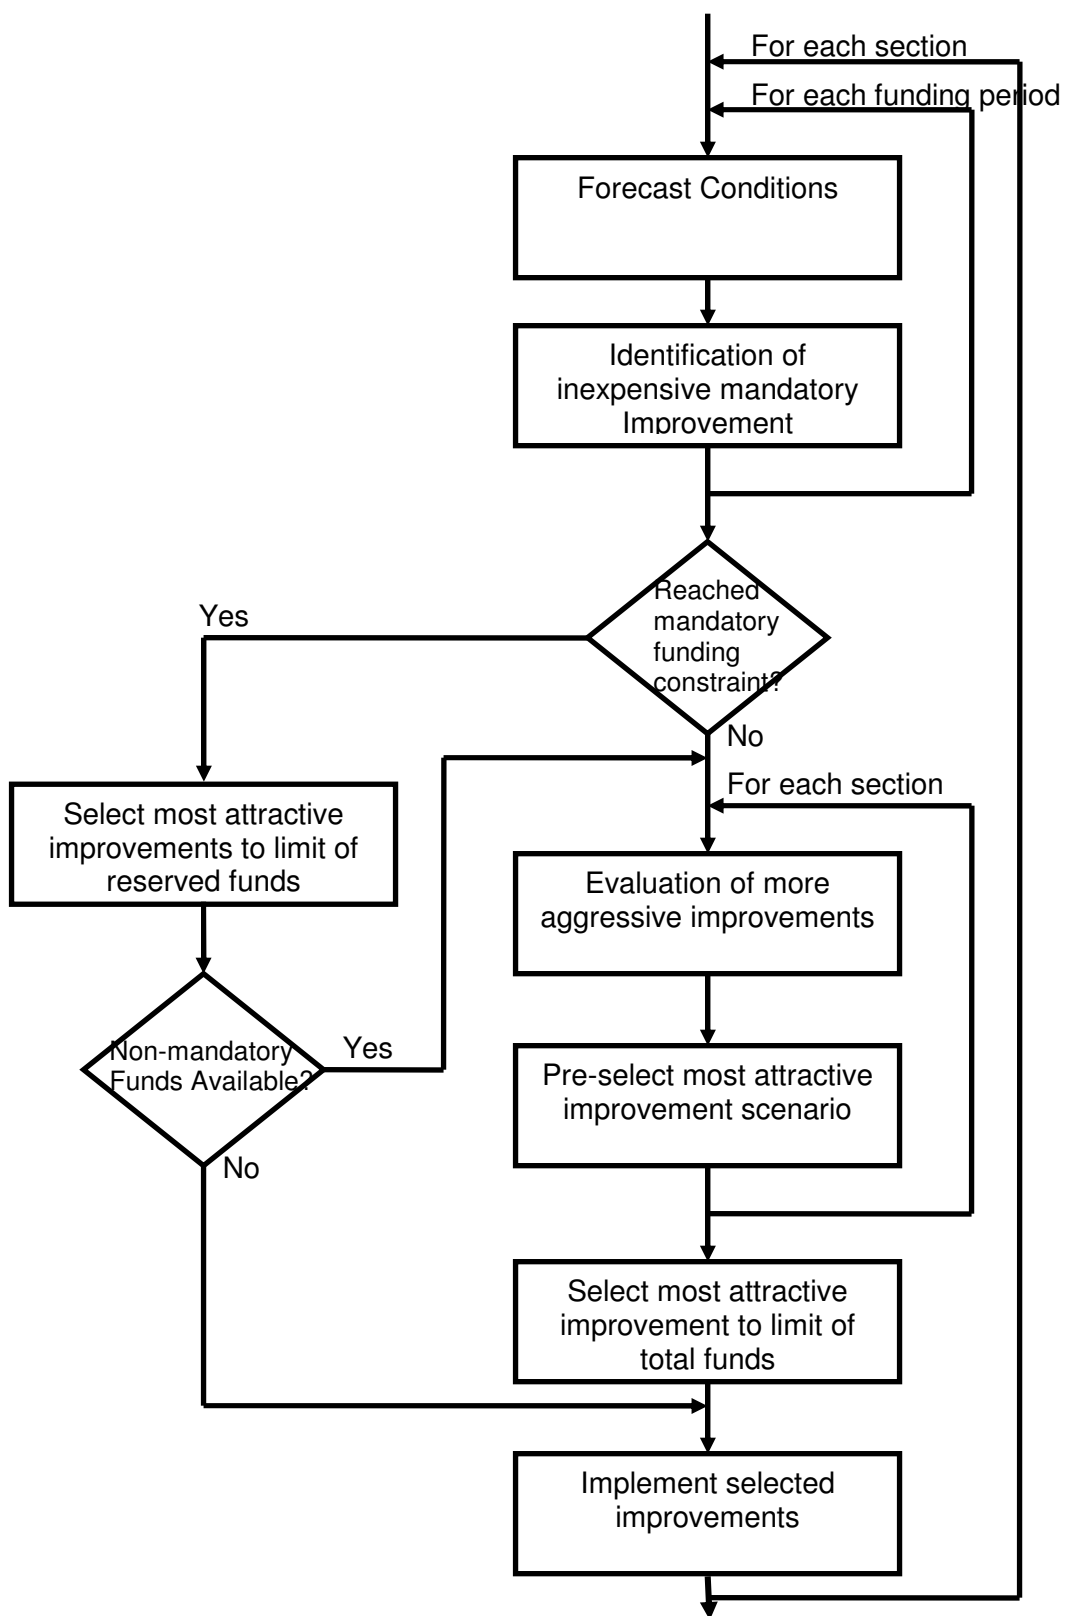 For each section
For each funding period
Forecast Conditions
Identification of
inexpensive mandatory
Improvement
Reached
mandatory
funding
constraint?
Yes
No
For each section
Select most attractive
improvements to limit of
reserved funds
Evaluation of more
aggressive improvements
Non-mandatory
Funds Available?
Yes
Pre-select most attractive
improvement scenario
No
Select most attractive
improvement to limit of
total funds
Implement selected
improvements